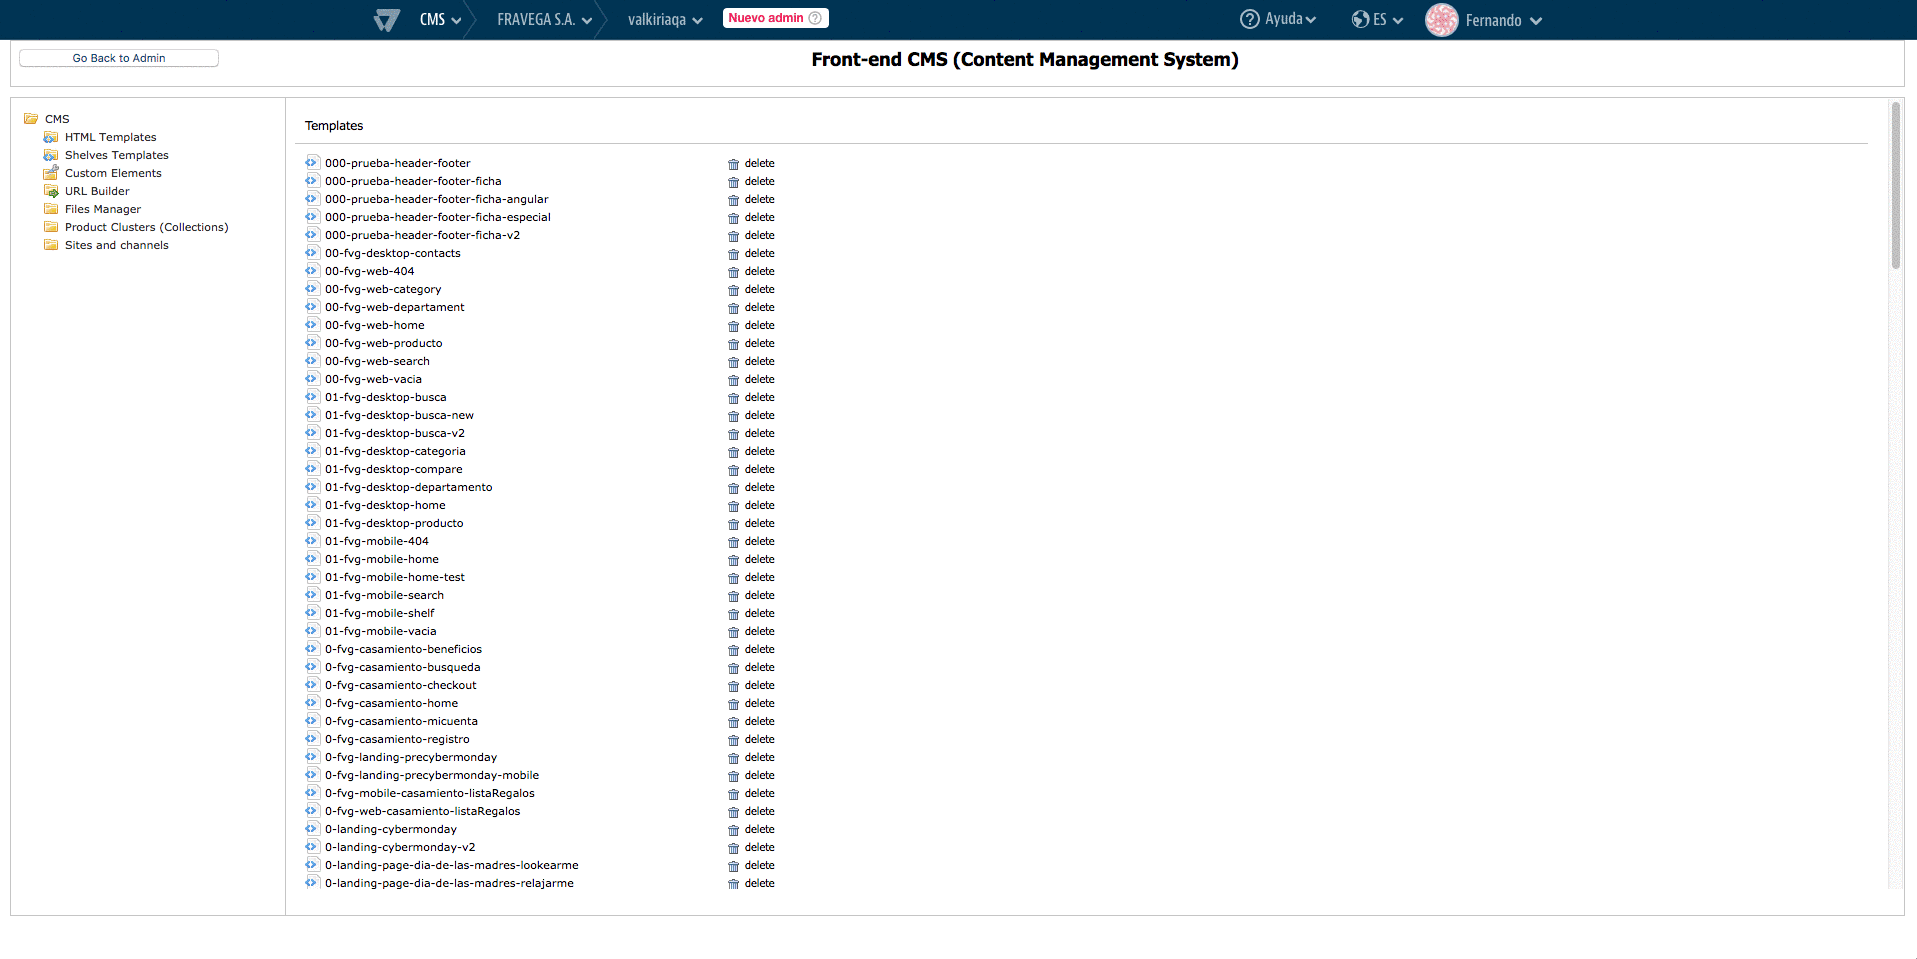 CMS FRAVEGA S.A. valkiriaqa Nuevo admin ? ? Ayuda ES Fernando
Go Back to Admin
Front-end CMS (Content Management System)
CMS
HTML Templates
Shelves Templates
Custom Elements
URL Builder
Files Manager
Product Clusters (Collections)
Sites and channels
Templates
000-prueba-header-footer delete
000-prueba-header-footer-ficha delete
000-prueba-header-footer-ficha-angular delete
000-prueba-header-footer-ficha-especial delete
000-prueba-header-footer-ficha-v2 delete
00-fvg-desktop-contacts delete
00-fvg-web-404 delete
00-fvg-web-category delete
00-fvg-web-departament delete
00-fvg-web-home delete
00-fvg-web-producto delete
00-fvg-web-search delete
00-fvg-web-vacia delete
01-fvg-desktop-busca delete
01-fvg-desktop-busca-new delete
01-fvg-desktop-busca-v2 delete
01-fvg-desktop-categoria delete
01-fvg-desktop-compare delete
01-fvg-desktop-departamento delete
01-fvg-desktop-home delete
01-fvg-desktop-producto delete
01-fvg-mobile-404 delete
01-fvg-mobile-home delete
01-fvg-mobile-home-test delete
01-fvg-mobile-search delete
01-fvg-mobile-shelf delete
01-fvg-mobile-vacia delete
0-fvg-casamiento-beneficios delete
0-fvg-casamiento-busqueda delete
0-fvg-casamiento-checkout delete
0-fvg-casamiento-home delete
0-fvg-casamiento-micuenta delete
0-fvg-casamiento-registro delete
0-fvg-landing-precybermonday delete
0-fvg-landing-precybermonday-mobile delete
0-fvg-mobile-casamiento-listaRegalos delete
0-fvg-web-casamiento-listaRegalos delete
0-landing-cybermonday delete
0-landing-cybermonday-v2 delete
0-landing-page-dia-de-las-madres-lookearme delete
0-landing-page-dia-de-las-madres-relajarme delete